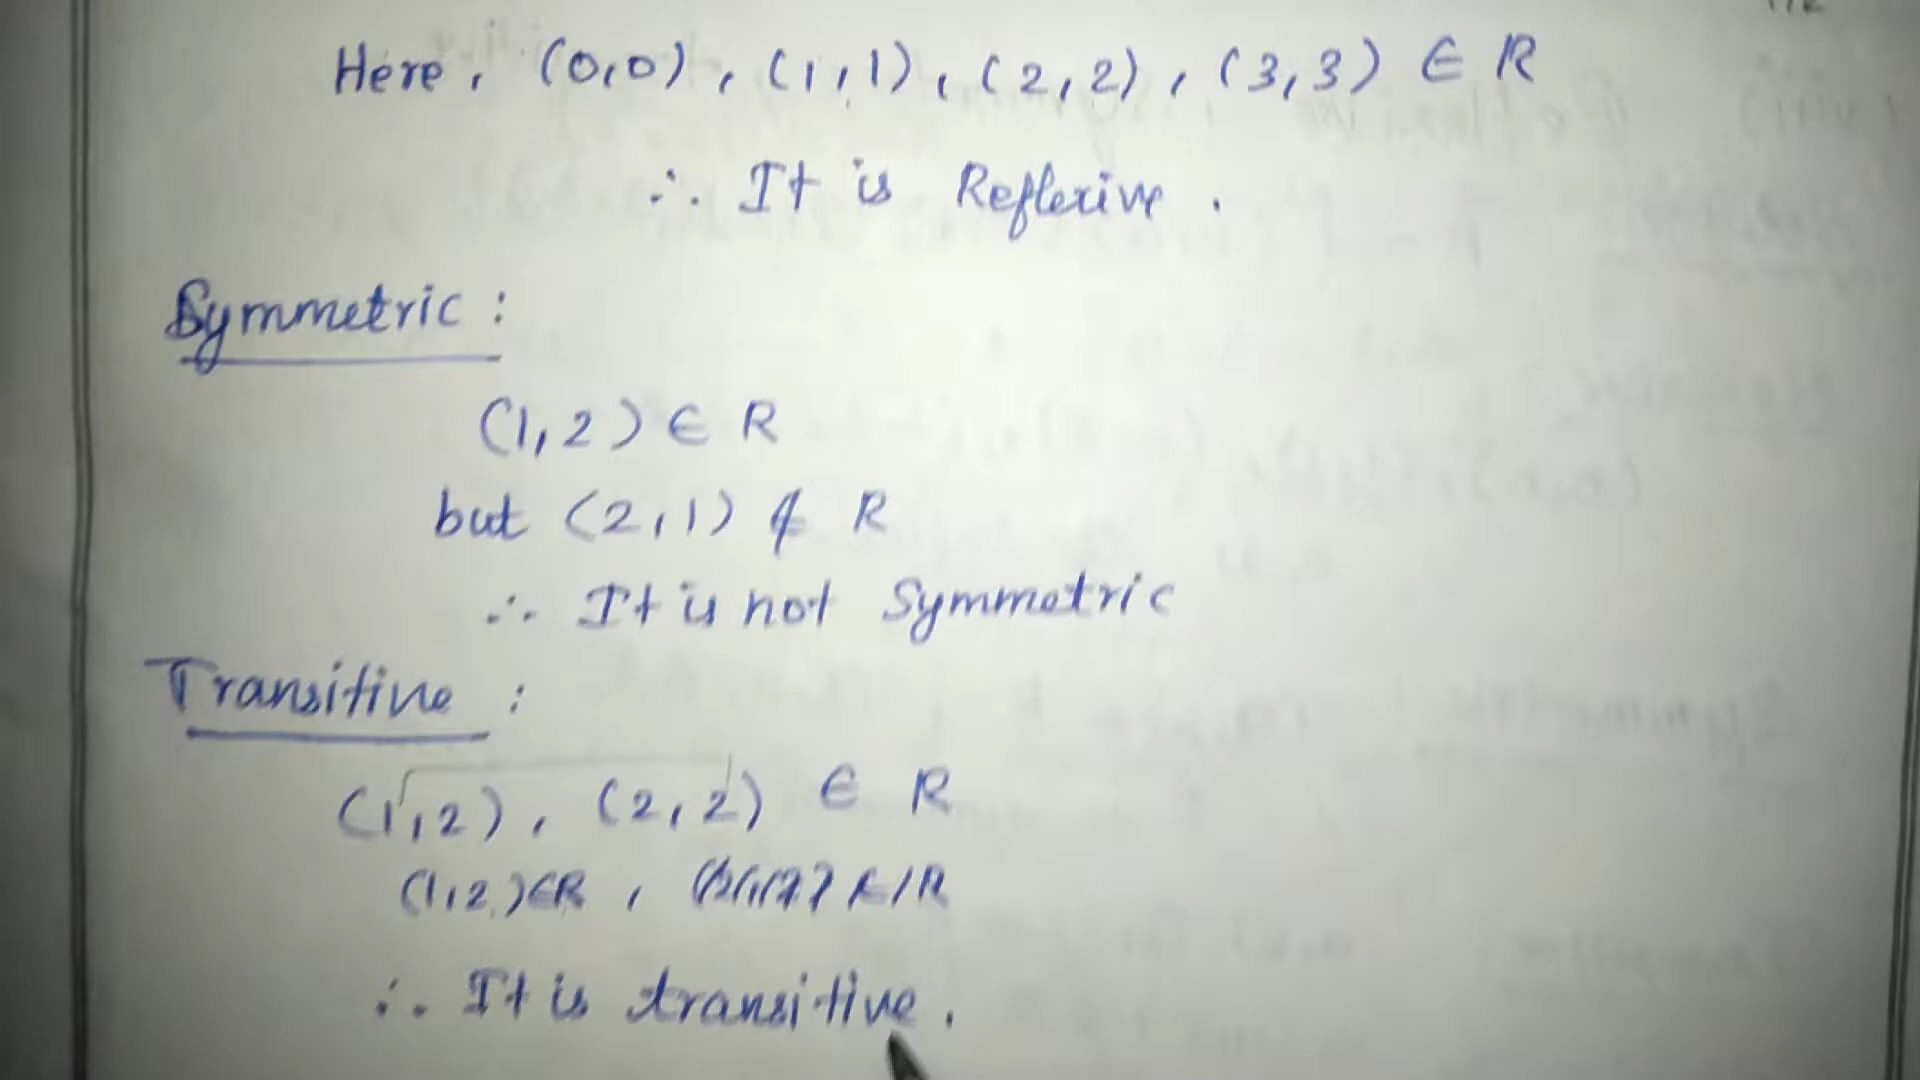 Here, (0,0), (1,1), (2,2), (3,3) ∈ R
∴ It is Reflexive.
Symmetric:
(1,2) ∈ R
but (2,1) ∉ R
∴ It is not Symmetric
Transitive:
(1,2), (2,2) ∈ R
(1,2) ∈ R,
∴ It is transitive.